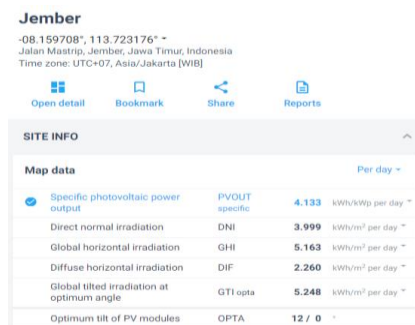 Jember
-08.159708°, 113.723176°
Jalan Mastrip, Jember, Jawa Timur, Indonesia
Time zone: UTC+07, Asia/Jakarta [WIB]
Open detail Bookmark Share Reports
SITE INFO
Map data Per day
Specific photovoltaic power output PVOUT specific 4.133 kWh/kWp per day
Direct normal irradiation DNI 3.999 kWh/m² per day
Global horizontal irradiation GHI 5.163 kWh/m² per day
Diffuse horizontal irradiation DIF 2.260 kWh/m² per day
Global tilted irradiation at optimum angle GTI opta 5.248 kWh/m² per day
Optimum tilt of PV modules OPTA 12 / 0 °